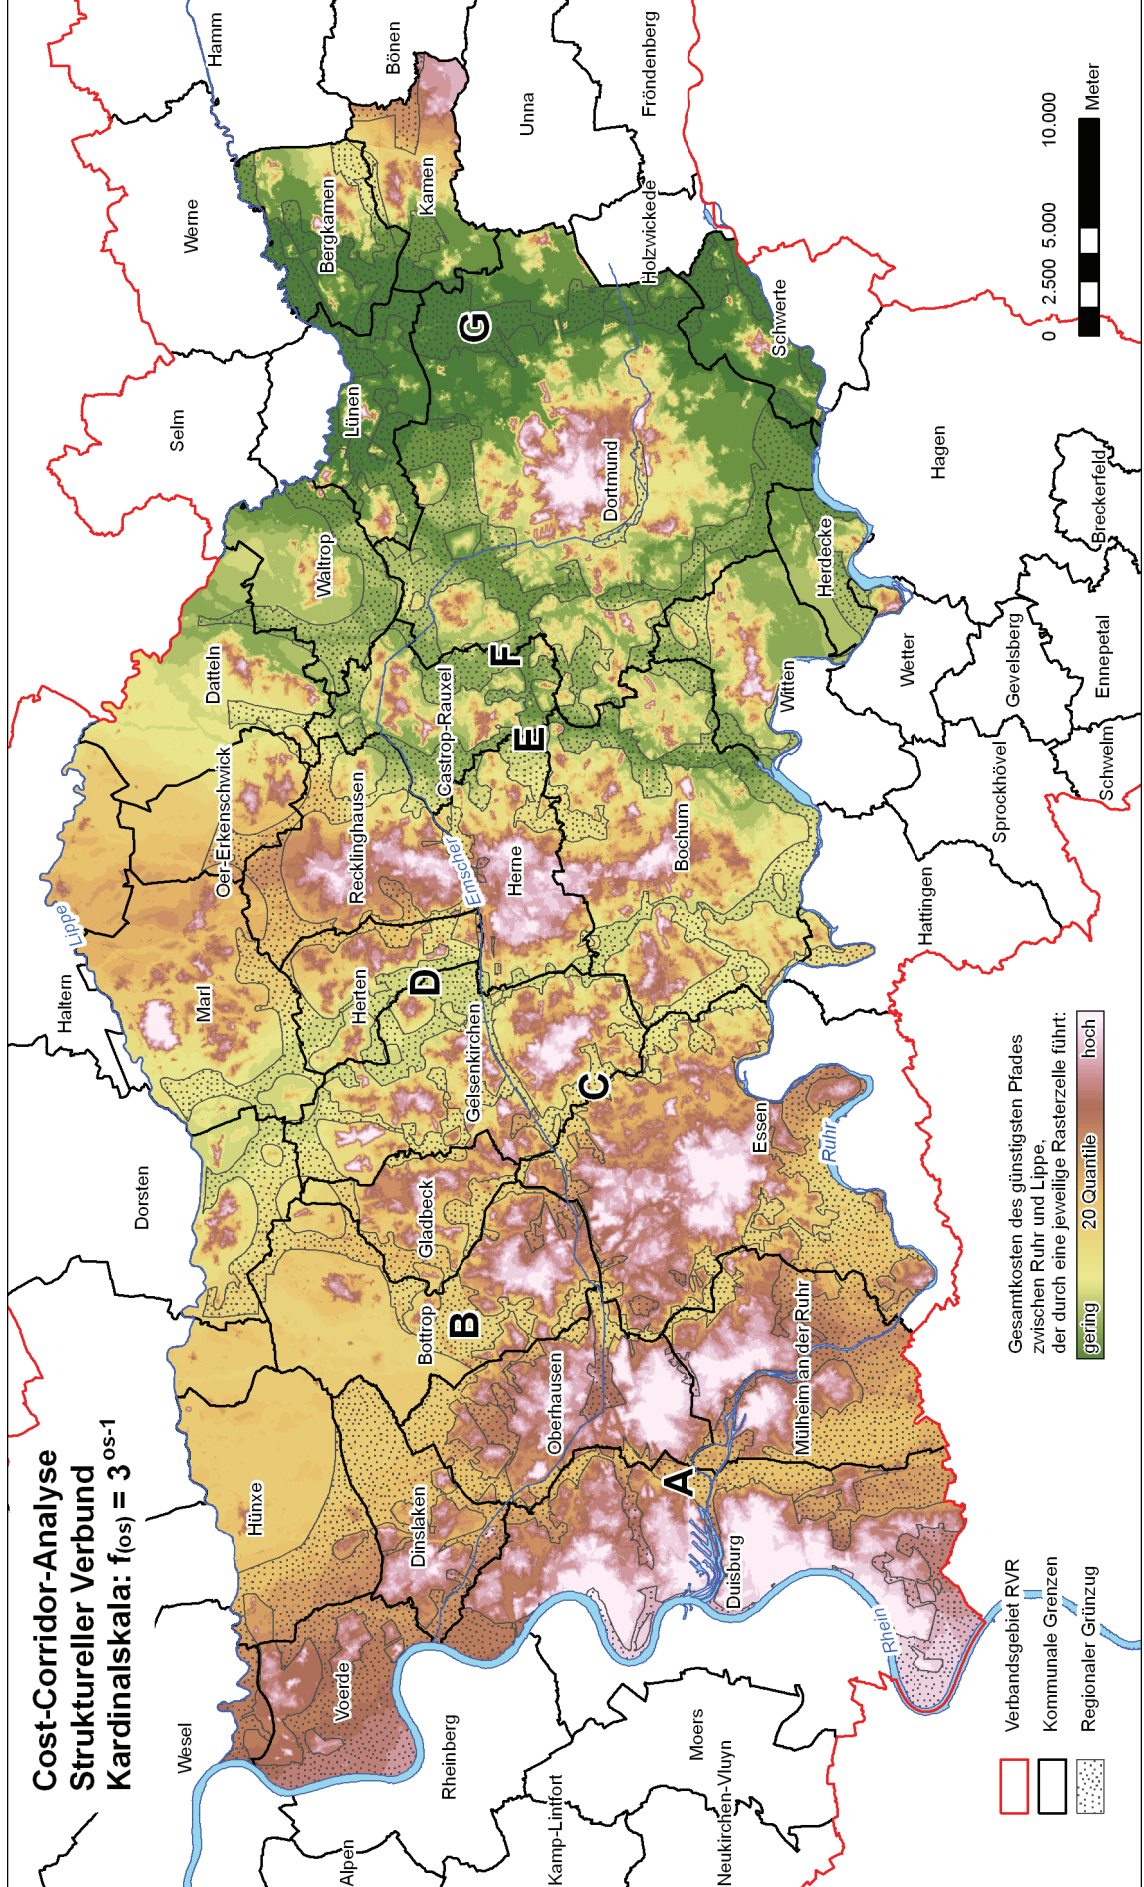 Cost-Corridor-Analyse
Struktureller Verbund
Kardinalskala: f(os) = 3 os-1
Wesel
Hünxe
Dorsten
Haltern
Lippe
Marl
Oer-Erkenschwick
Datteln
Waltrop
Selm
Lünen
Werne
Bergkamen
Hamm
Bönen
Kamen
Unna
Fröndenberg
Holzwickede
Schwerte
Voerde
Dinslaken
Bottrop
B
Gladbeck
Gelsenkirchen
Herten
D
Recklinghausen
Emscher
Castrop-Rauxel
Herne
E
F
G
Dortmund
Alpen
Rheinberg
Kamp-Lintfort
Moers
Neukirchen-Vluyn
Duisburg
A
Oberhausen
Mülheim an der Ruhr
C
Essen
Ruhr
Rhein
Bochum
Witten
Herdecke
Hagen
Wetter
Hattingen
Sprockhövel
Gevelsberg
Schwelm
Ennepetal
Breckerfeld
Verbandsgebiet RVR
Kommunale Grenzen
Regionaler Grünzug
Gesamtkosten des günstigsten Pfades
zwischen Ruhr und Lippe,
der durch eine jeweilige Rasterzelle führt:
gering 20 Quantile hoch
0 2.500 5.000 10.000
Meter